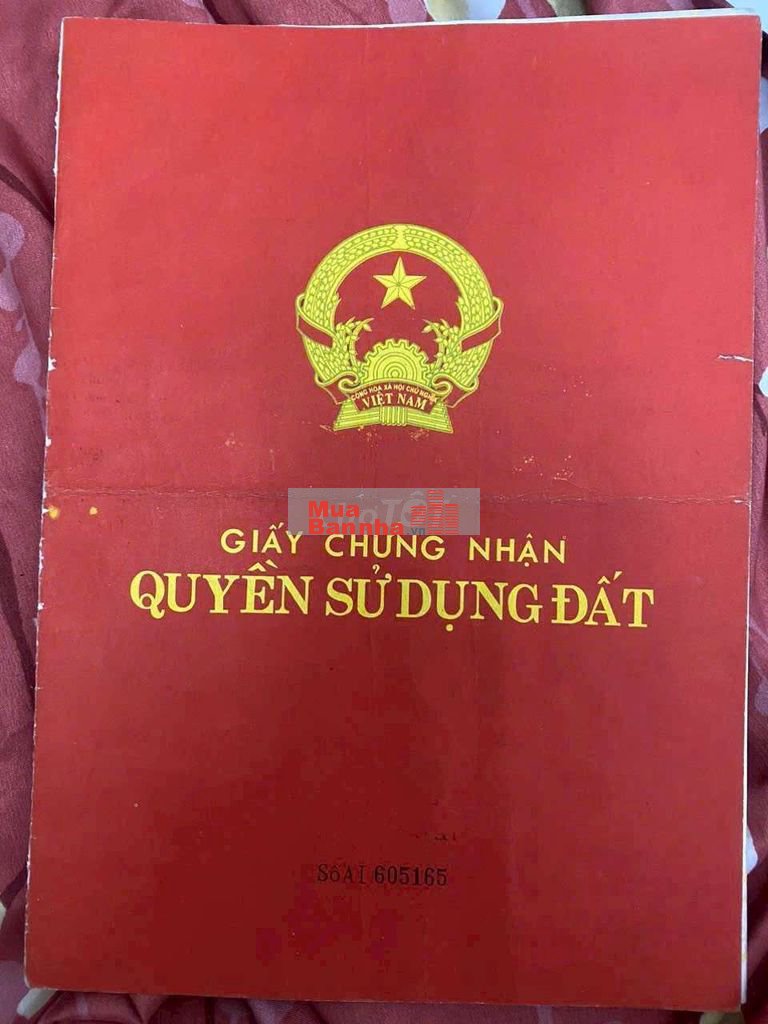 CỘNG HÒA XÃ HỘI CHỦ NGHĨA
VIỆT NAM
Mua
Bannha.vn
GIẤY CHỨNG NHẬN
QUYỀN SỬ DỤNG ĐẤT
Số AI 605165